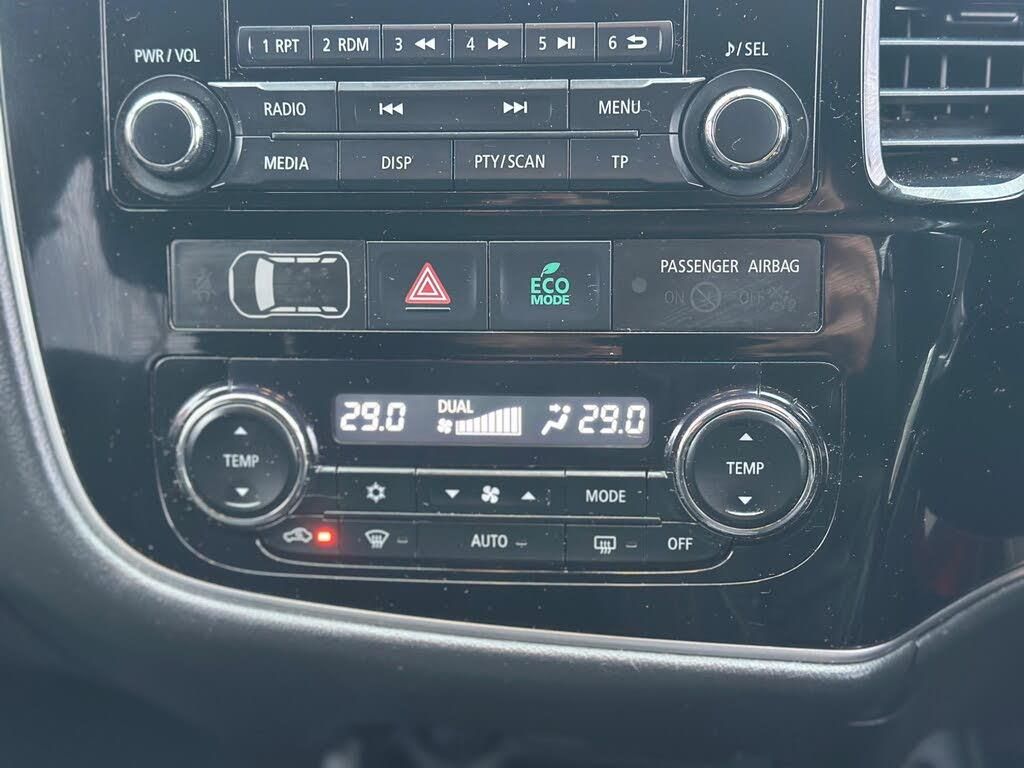 PWR / VOL
1 RPT 2 RDM 3 4 5 6
♪/ SEL
RADIO MENU
MEDIA DISP PTY/SCAN TP
ECO
MODE
PASSENGER AIRBAG
ON OFF
29.0 DUAL 29.0
TEMP TEMP
MODE
AUTO OFF